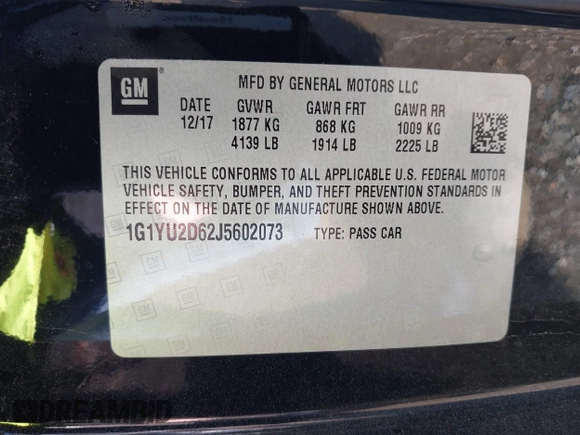 GM ® MFD BY GENERAL MOTORS LLC
DATE GVWR GAWR FRT GAWR RR
12/17 1877 KG 868 KG 1009 KG
4139 LB 1914 LB 2225 LB
THIS VEHICLE CONFORMS TO ALL APPLICABLE U.S. FEDERAL MOTOR
VEHICLE SAFETY, BUMPER, AND THEFT PREVENTION STANDARDS IN
EFFECT ON THE DATE OF MANUFACTURE SHOWN ABOVE.
1G1YU2D62J5602073 TYPE: PASS CAR
DREAMBID